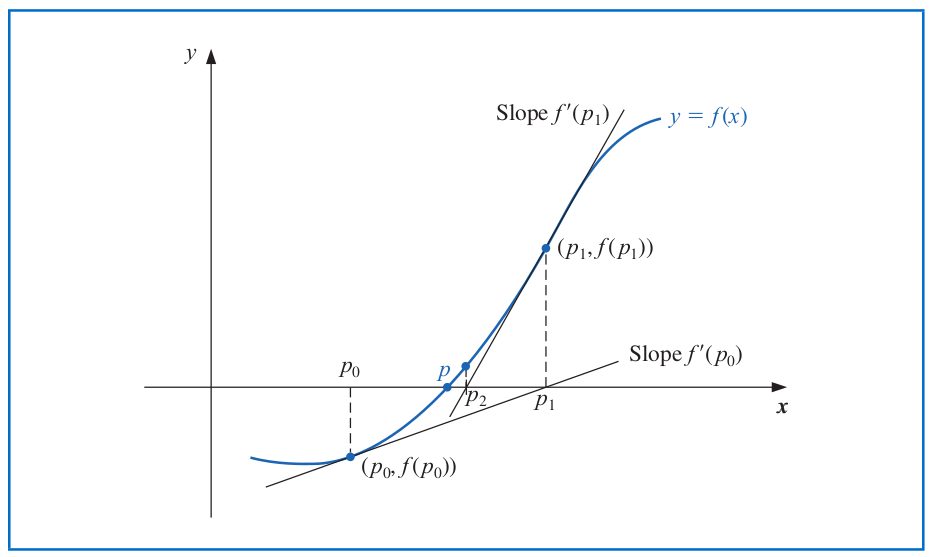 y
Slope f′(p₁)
y = f(x)
(p₁, f(p₁))
Slope f′(p₀)
p₀
p
p₂
p₁
x
(p₀, f(p₀))